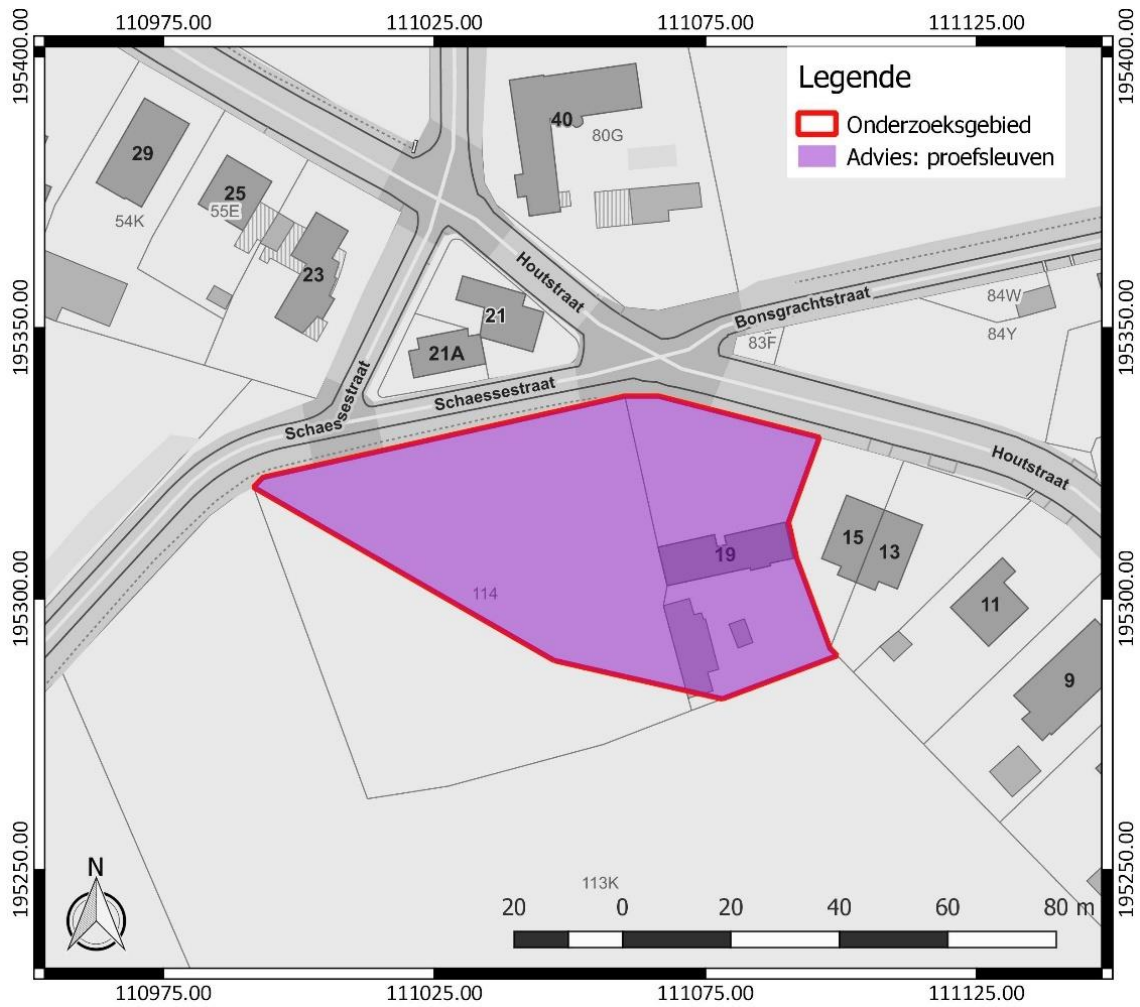 110975.00 111025.00 111075.00 111125.00
195400.00
195400.00
Legende
Onderzoeksgebied
Advies: proefsleuven
40
80G
29
25
55E
54K
23
Houtstraat
Bonsgrachtstraat
84W
84Y
83F
195350.00
195350.00
21
21A
Schaessestraat
Schaessestraat
Schaessestraat
Houtstraat
19
15
13
114
11
9
195300.00
195300.00
195250.00
195250.00
N
113K
20 0 20 40 60 80 m
110975.00 111025.00 111075.00 111125.00